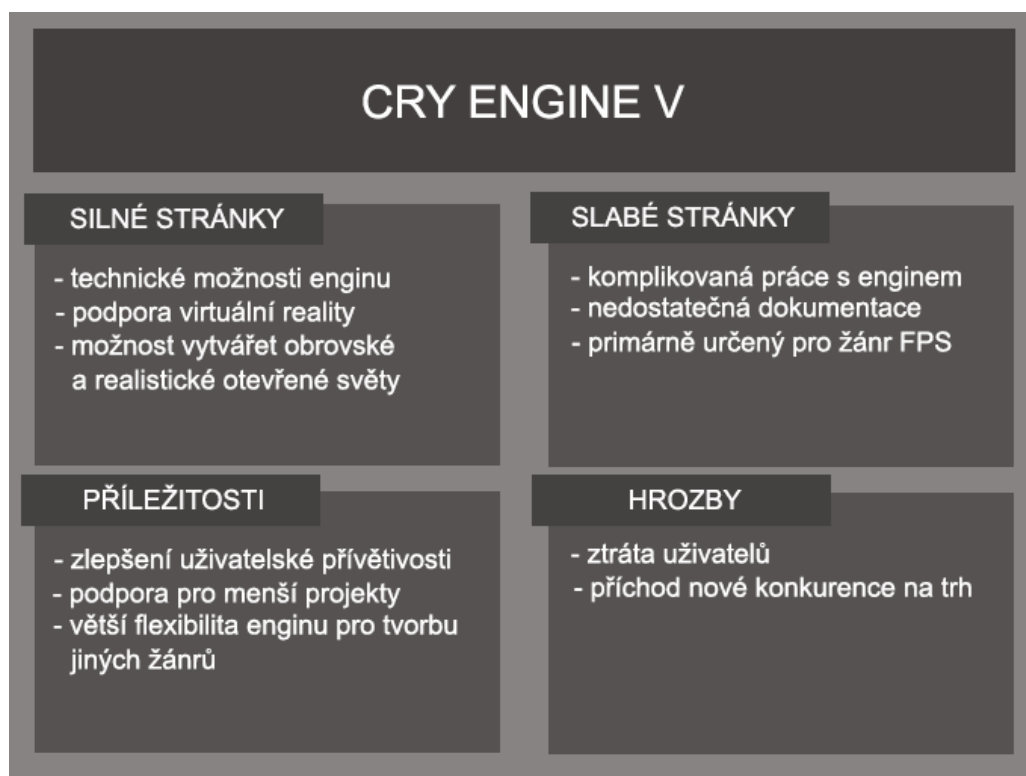 CRY ENGINE V
SILNÉ STRÁNKY
- technické možnosti enginu
- podpora virtuální reality
- možnost vytvářet obrovské
a realistické otevřené světy
SLABÉ STRÁNKY
- komplikovaná práce s enginem
- nedostatečná dokumentace
- primárně určený pro žánr FPS
PŘÍLEŽITOSTI
- zlepšení uživatelské přívětivosti
- podpora pro menší projekty
- větší flexibilita enginu pro tvorbu
jiných žánrů
HROZBY
- ztráta uživatelů
- příchod nové konkurence na trh